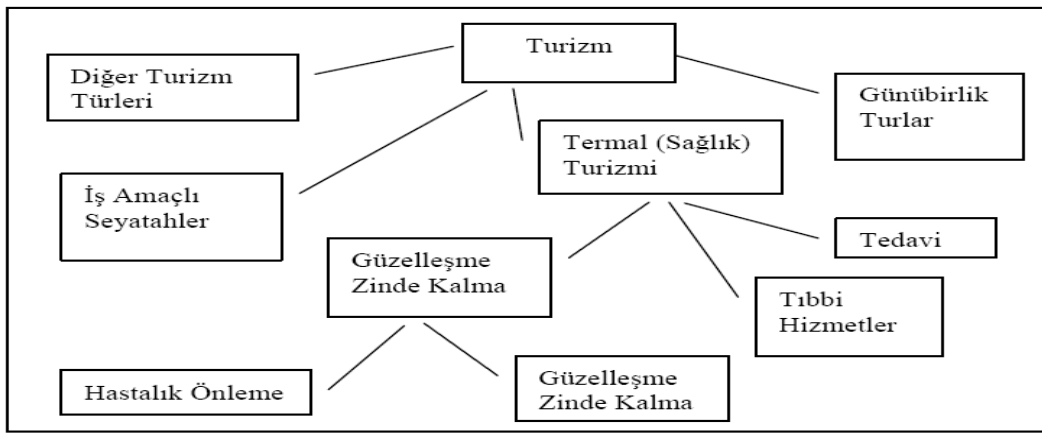 Turizm
Diğer Turizm
Türleri
Günübirlik
Turlar
Termal (Sağlık)
Turizmi
İş Amaçlı
Seyatahler
Tedavi
Güzelleşme
Zinde Kalma
Tıbbi
Hizmetler
Hastalık Önleme
Güzelleşme
Zinde Kalma